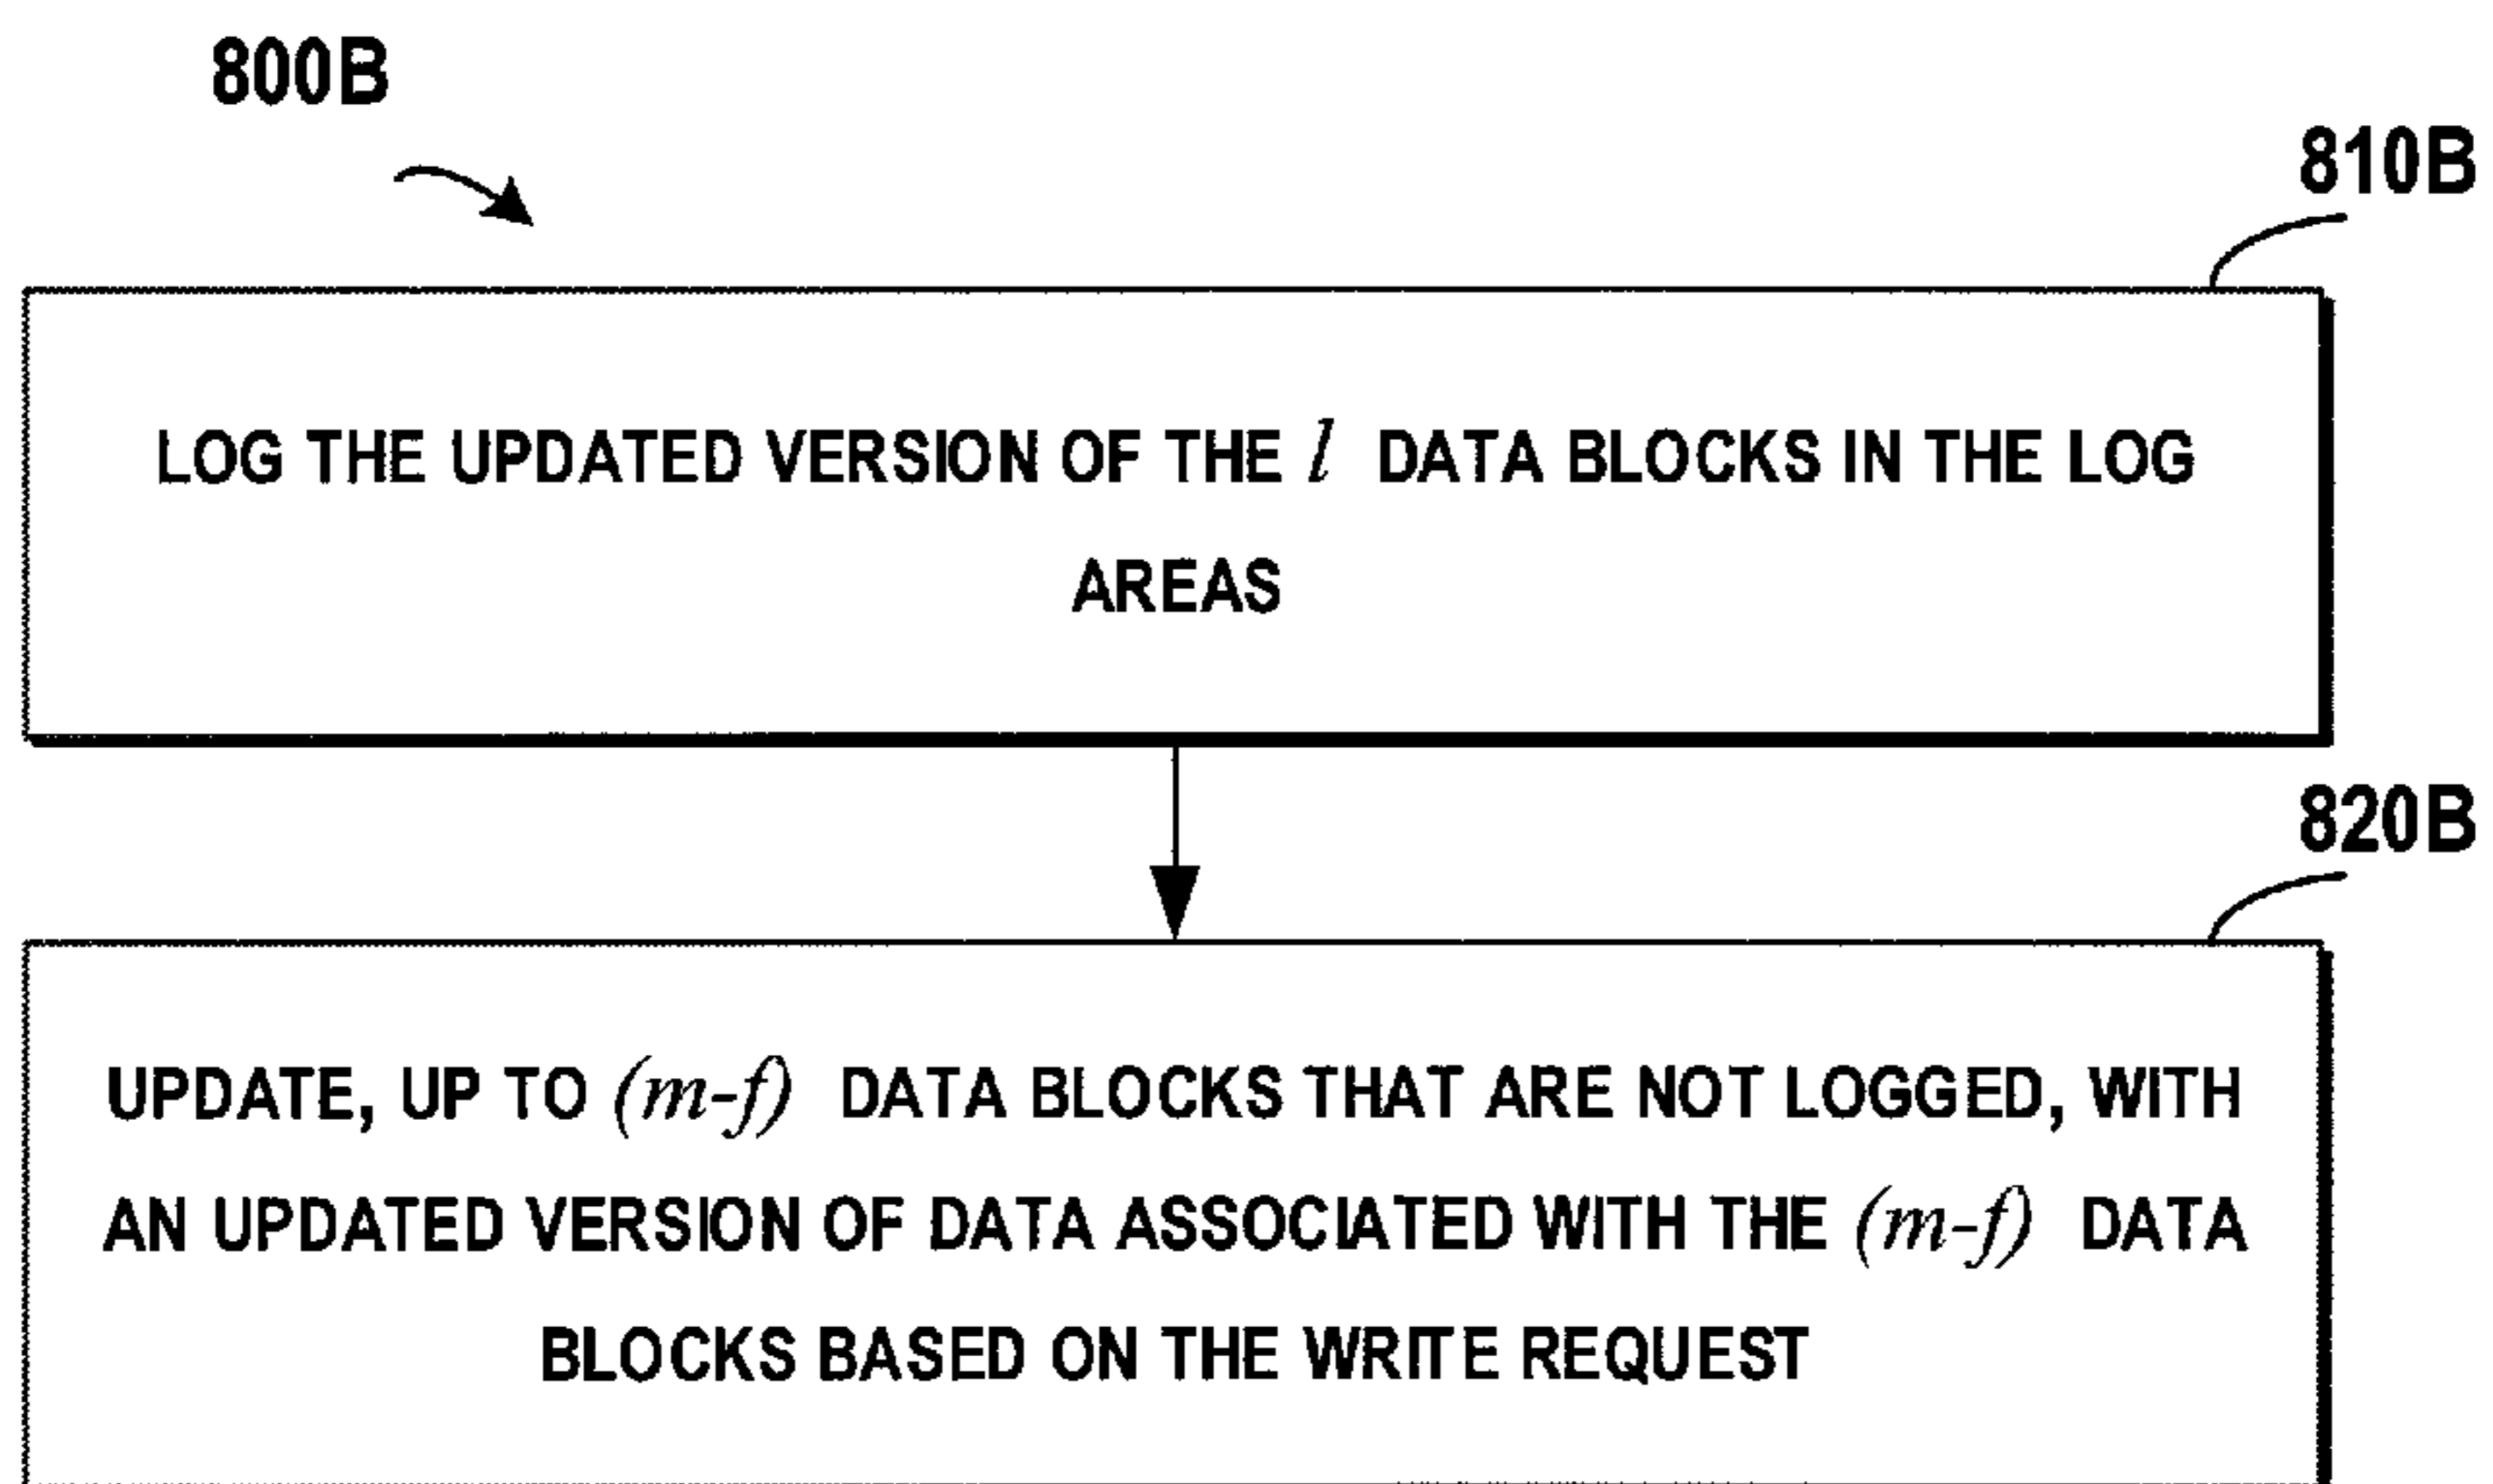 800B
810B
LOG THE UPDATED VERSION OF THE l DATA BLOCKS IN THE LOG
AREAS
820B
UPDATE, UP TO (m-f) DATA BLOCKS THAT ARE NOT LOGGED, WITH
AN UPDATED VERSION OF DATA ASSOCIATED WITH THE (m-f) DATA
BLOCKS BASED ON THE WRITE REQUEST